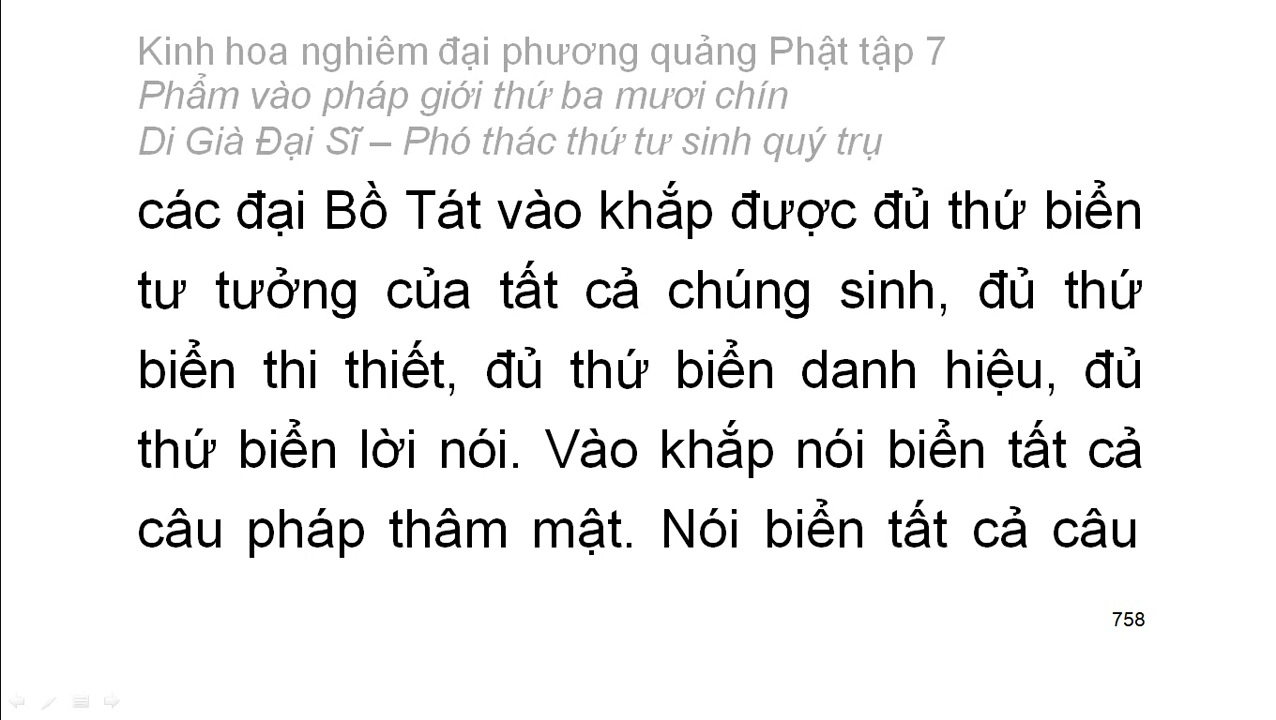 Kinh hoa nghiêm đại phương quảng Phật tập 7
Phẩm vào pháp giới thứ ba mươi chín
Di Già Đại Sĩ – Phó thác thứ tư sinh quý trụ
các đại Bồ Tát vào khắp được đủ thứ biển
tư tưởng của tất cả chúng sinh, đủ thứ
biển thi thiết, đủ thứ biển danh hiệu, đủ
thứ biển lời nói. Vào khắp nói biển tất cả
câu pháp thâm mật. Nói biển tất cả câu
758